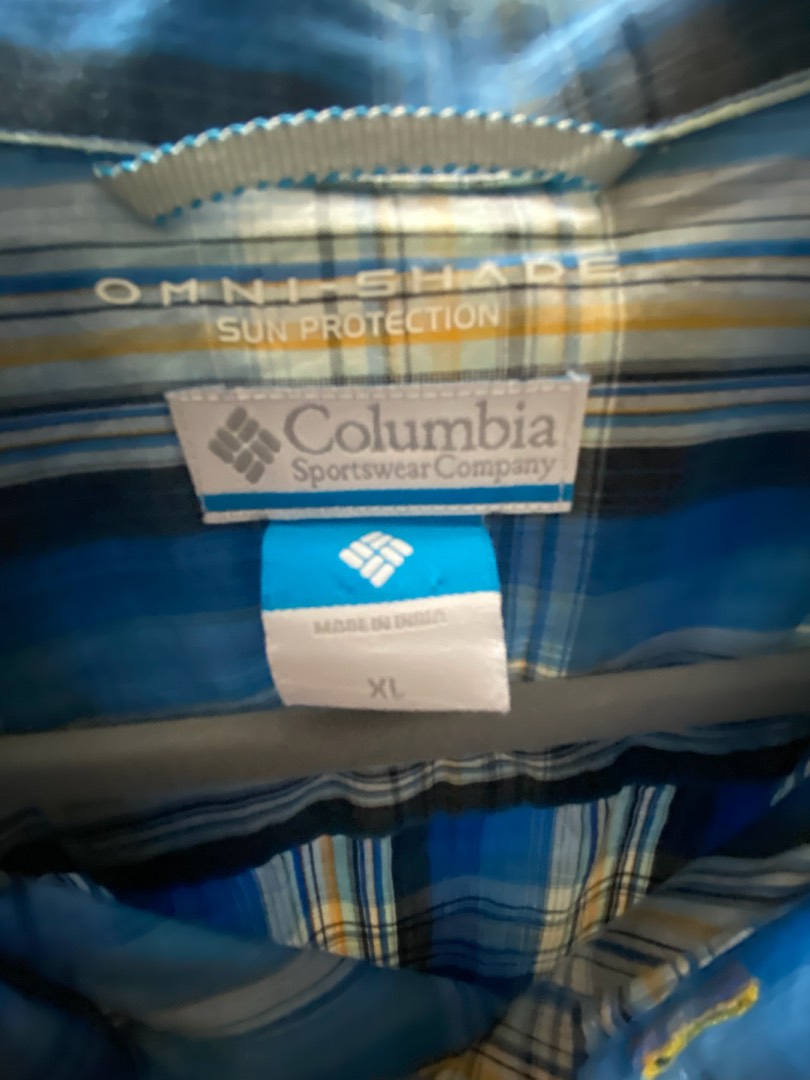 OMNI-SHADE
SUN PROTECTION
Columbia
Sportswear Company
MADE IN INDIA
XL